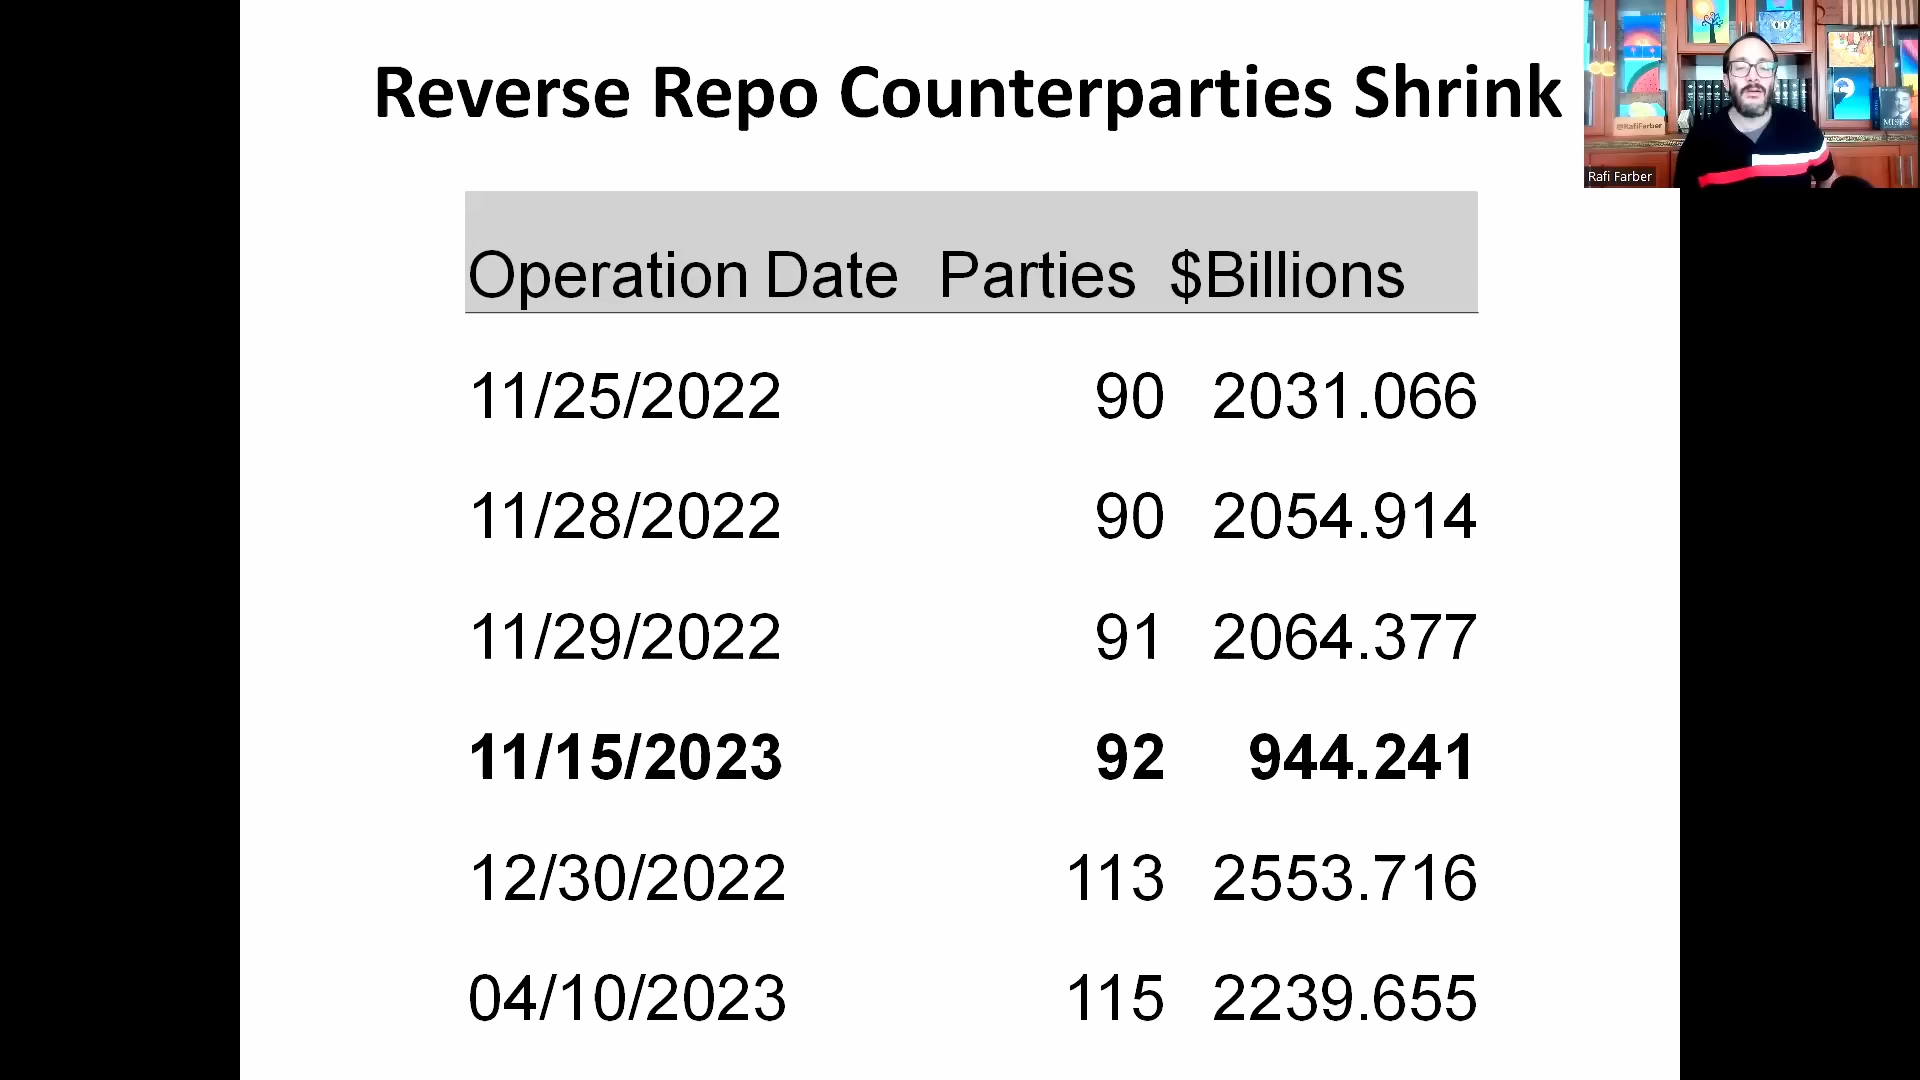 Reverse Repo Counterparties Shrink
Operation Date Parties $Billions
11/25/2022 90 2031.066
11/28/2022 90 2054.914
11/29/2022 91 2064.377
11/15/2023 92 944.241
12/30/2022 113 2553.716
04/10/2023 115 2239.655
@RafiFarber
MISES
Rafi Farber